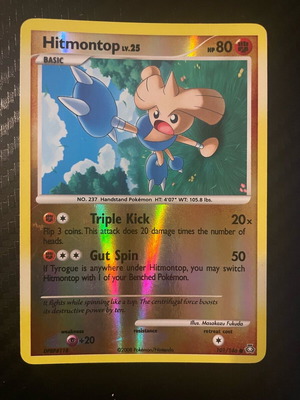 Hitmontop LV.25
HP 80
BASIC
NO. 237 Handstand Pokémon HT: 4'07" WT: 105.8 lbs.
Triple Kick 20×
Flip 3 coins. This attack does 20 damage times the number of
heads.
Gut Spin 50
If Tyrogue is anywhere under Hitmontop, you may switch
Hitmontop with 1 of your Benched Pokémon.
It fights while spinning like a top. The centrifugal force boosts
its destructive power by ten.
Illus. Masakazu Fukuda
weakness resistance retreat cost
+20
©2008 Pokémon/Nintendo